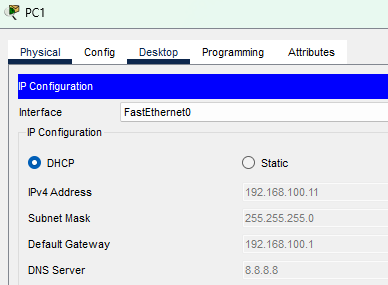 PC1
Physical Config Desktop Programming Attributes
IP Configuration
Interface FastEthernet0
IP Configuration
DHCP Static
IPv4 Address 192.168.100.11
Subnet Mask 255.255.255.0
Default Gateway 192.168.100.1
DNS Server 8.8.8.8